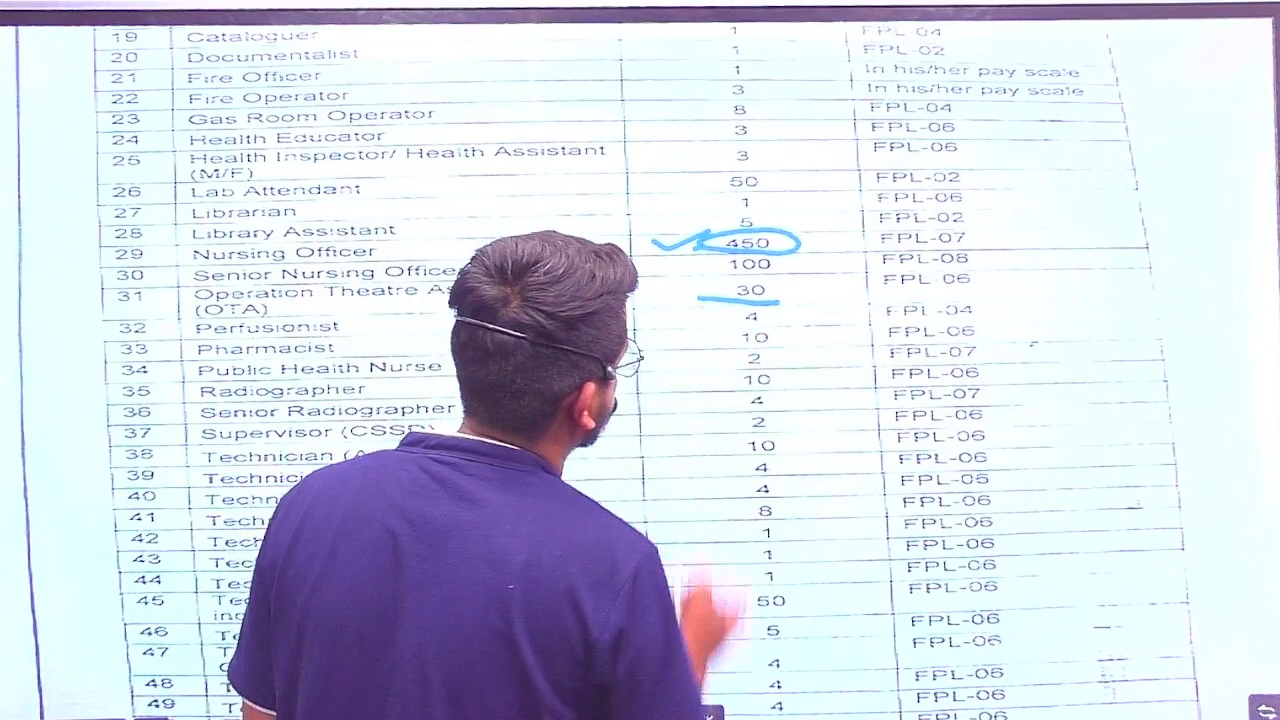 19 Cataloguer 1 FPL-04
20 Documentalist 1 FPL-02
21 Fire Officer 1 In his/her pay scale
22 Fire Operator 3 In his/her pay scale
23 Gas Room Operator 8 FPL-04
24 Health Educator 3 FPL-06
25 Health Inspector/ Health Assistant 3 FPL-06
(M/F)
26 Lab Attendant 50 FPL-02
27 Librarian 1 FPL-06
28 Library Assistant 5 FPL-02
29 Nursing Officer 450 FPL-07
30 Senior Nursing Office 100 FPL-08
31 Operation Theatre 30 FPL-06
(OTA)
32 Perfusionist 4 FPL-04
33 Pharmacist 10 FPL-06
34 Public Health Nurse 2 FPL-07
35 Radiographer 10 FPL-06
36 Senior Radiographer 4 FPL-07
37 Supervisor (CSSD) 2 FPL-06
38 Technician 10 FPL-06
39 4 FPL-06
40 4 FPL-06
41 8 FPL-06
42 1 FPL-06
43 1 FPL-06
44 1 FPL-06
45 50 FPL-06
46 5 FPL-06
47 4 FPL-06
48 4 FPL-06
49 4 FPL-06
FPL-06